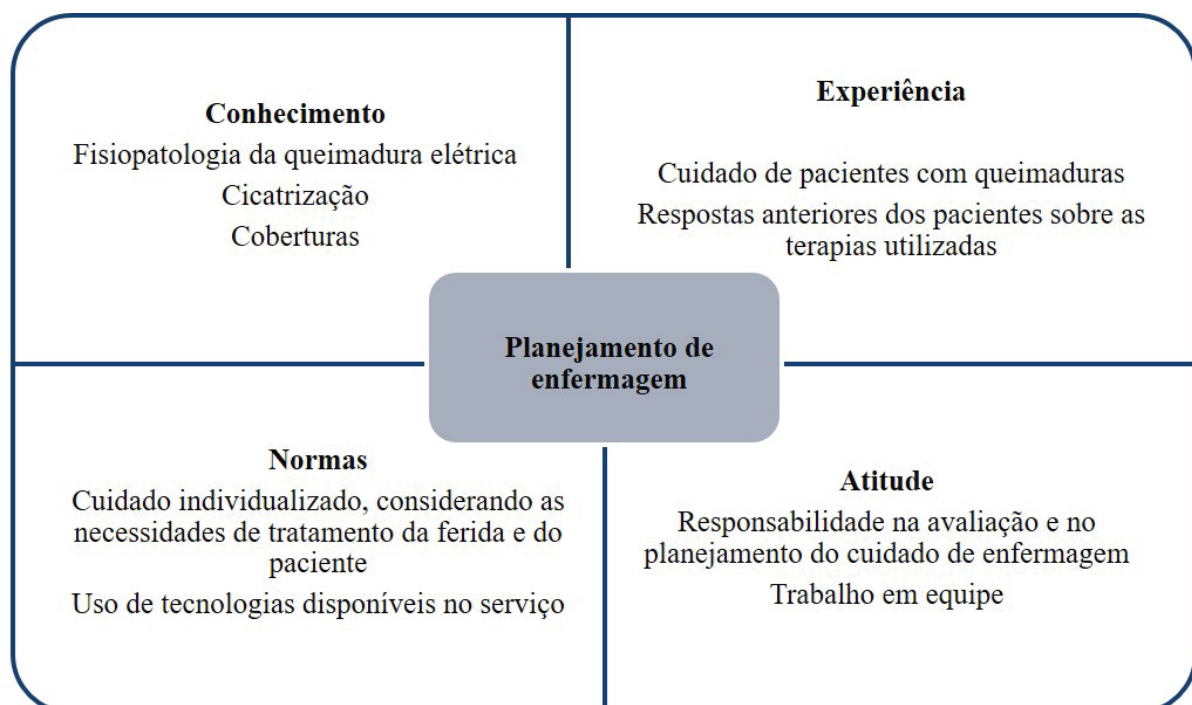 Conhecimento
Fisiopatologia da queimadura elétrica
Cicatrização
Coberturas
Experiência
Cuidado de pacientes com queimaduras
Respostas anteriores dos pacientes sobre as
terapias utilizadas
Planejamento de
enfermagem
Normas
Cuidado individualizado, considerando as
necessidades de tratamento da ferida e do
paciente
Uso de tecnologias disponíveis no serviço
Atitude
Responsabilidade na avaliação e no
planejamento do cuidado de enfermagem
Trabalho em equipe